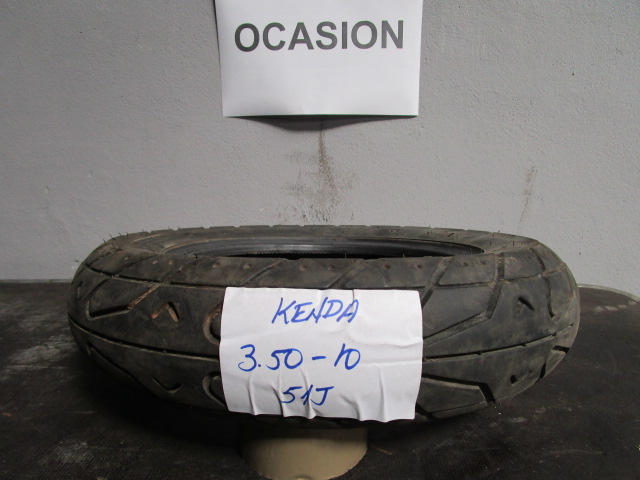 OCASION
KENDA
3.50-10
51J